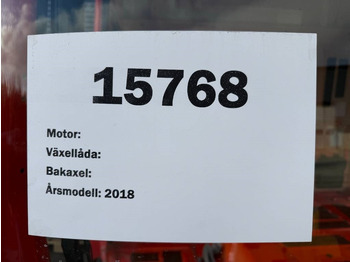 15768
Motor:
Växellåda:
Bakaxel:
Årsmodell: 2018